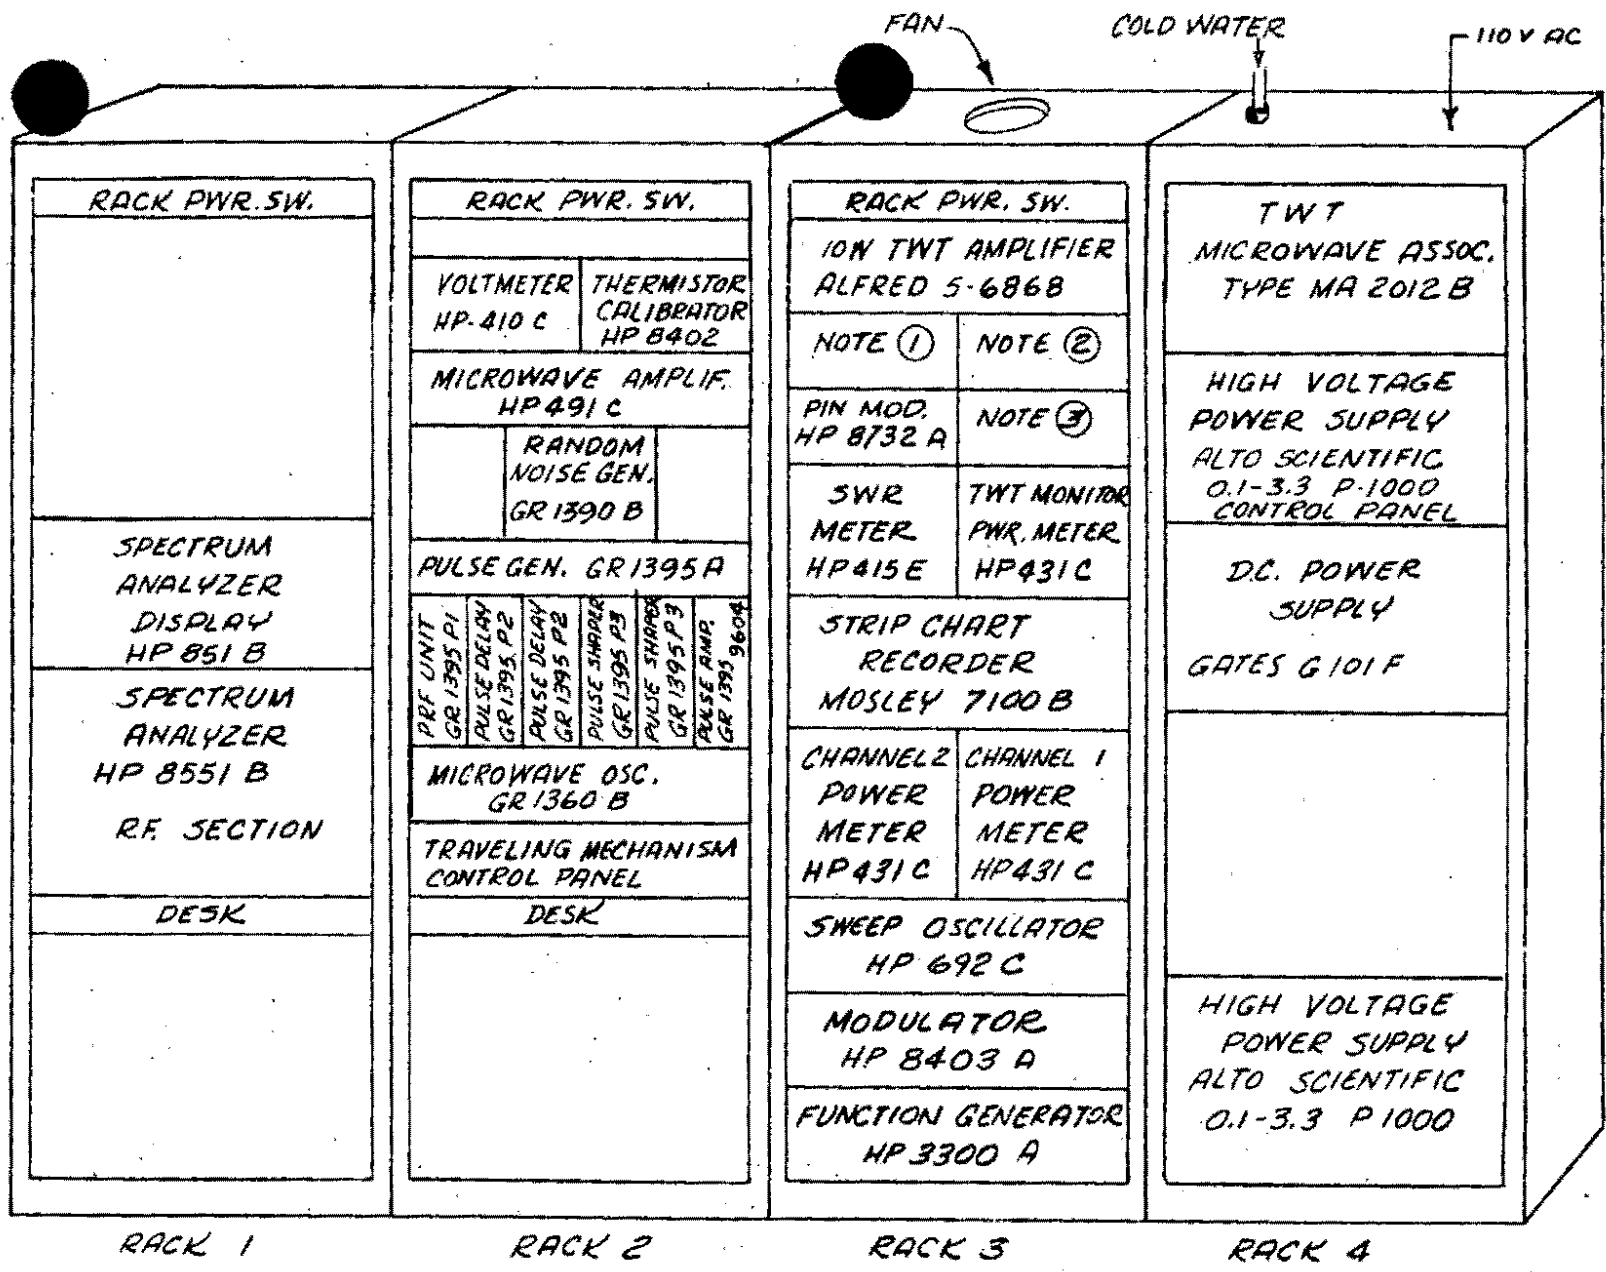 FAN
COLD WATER
110 V AC
RACK PWR. SW.
SPECTRUM
ANALYZER
DISPLAY
HP 851 B
SPECTRUM
ANALYZER
HP 8551 B
R.F. SECTION
DESK
RACK 1
RACK PWR. SW.
VOLTMETER
HP-410 C
THERMISTOR
CALIBRATOR
HP 8402
MICROWAVE AMPLIF.
HP 491 C
RANDOM
NOISE GEN.
GR 1390 B
PULSE GEN. GR 1395 A
PRF UNIT
GR 1395 P1
PULSE DELAY
GR 1395 P2
PULSE DELAY
GR 1395 P2
PULSE SHAPER
GR 1395 P3
PULSE SHAPER
GR 1395 P3
PULSE AMP.
GR 1395
9604
MICROWAVE OSC.
GR 1360 B
TRAVELING MECHANISM
CONTROL PANEL
DESK
RACK 2
RACK PWR. SW.
10W TWT AMPLIFIER
ALFRED 5-6868
NOTE 1
NOTE 2
PIN MOD.
HP 8732 A
NOTE 3
SWR
METER
HP 415 E
TWT MONITOR
PWR. METER
HP 431 C
STRIP CHART
RECORDER
MOSLEY 7100 B
CHANNEL 2
POWER
METER
HP 431 C
CHANNEL 1
POWER
METER
HP 431 C
SWEEP OSCILLATOR
HP 692 C
MODULATOR
HP 8403 A
FUNCTION GENERATOR
HP 3300 A
RACK 3
TWT
MICROWAVE ASSOC.
TYPE MA 2012 B
HIGH VOLTAGE
POWER SUPPLY
ALTO SCIENTIFIC
0.1-3.3 P-1000
CONTROL PANEL
D.C. POWER
SUPPLY
GATES G 101 F
HIGH VOLTAGE
POWER SUPPLY
ALTO SCIENTIFIC
0.1-3.3 P 1000
RACK 4